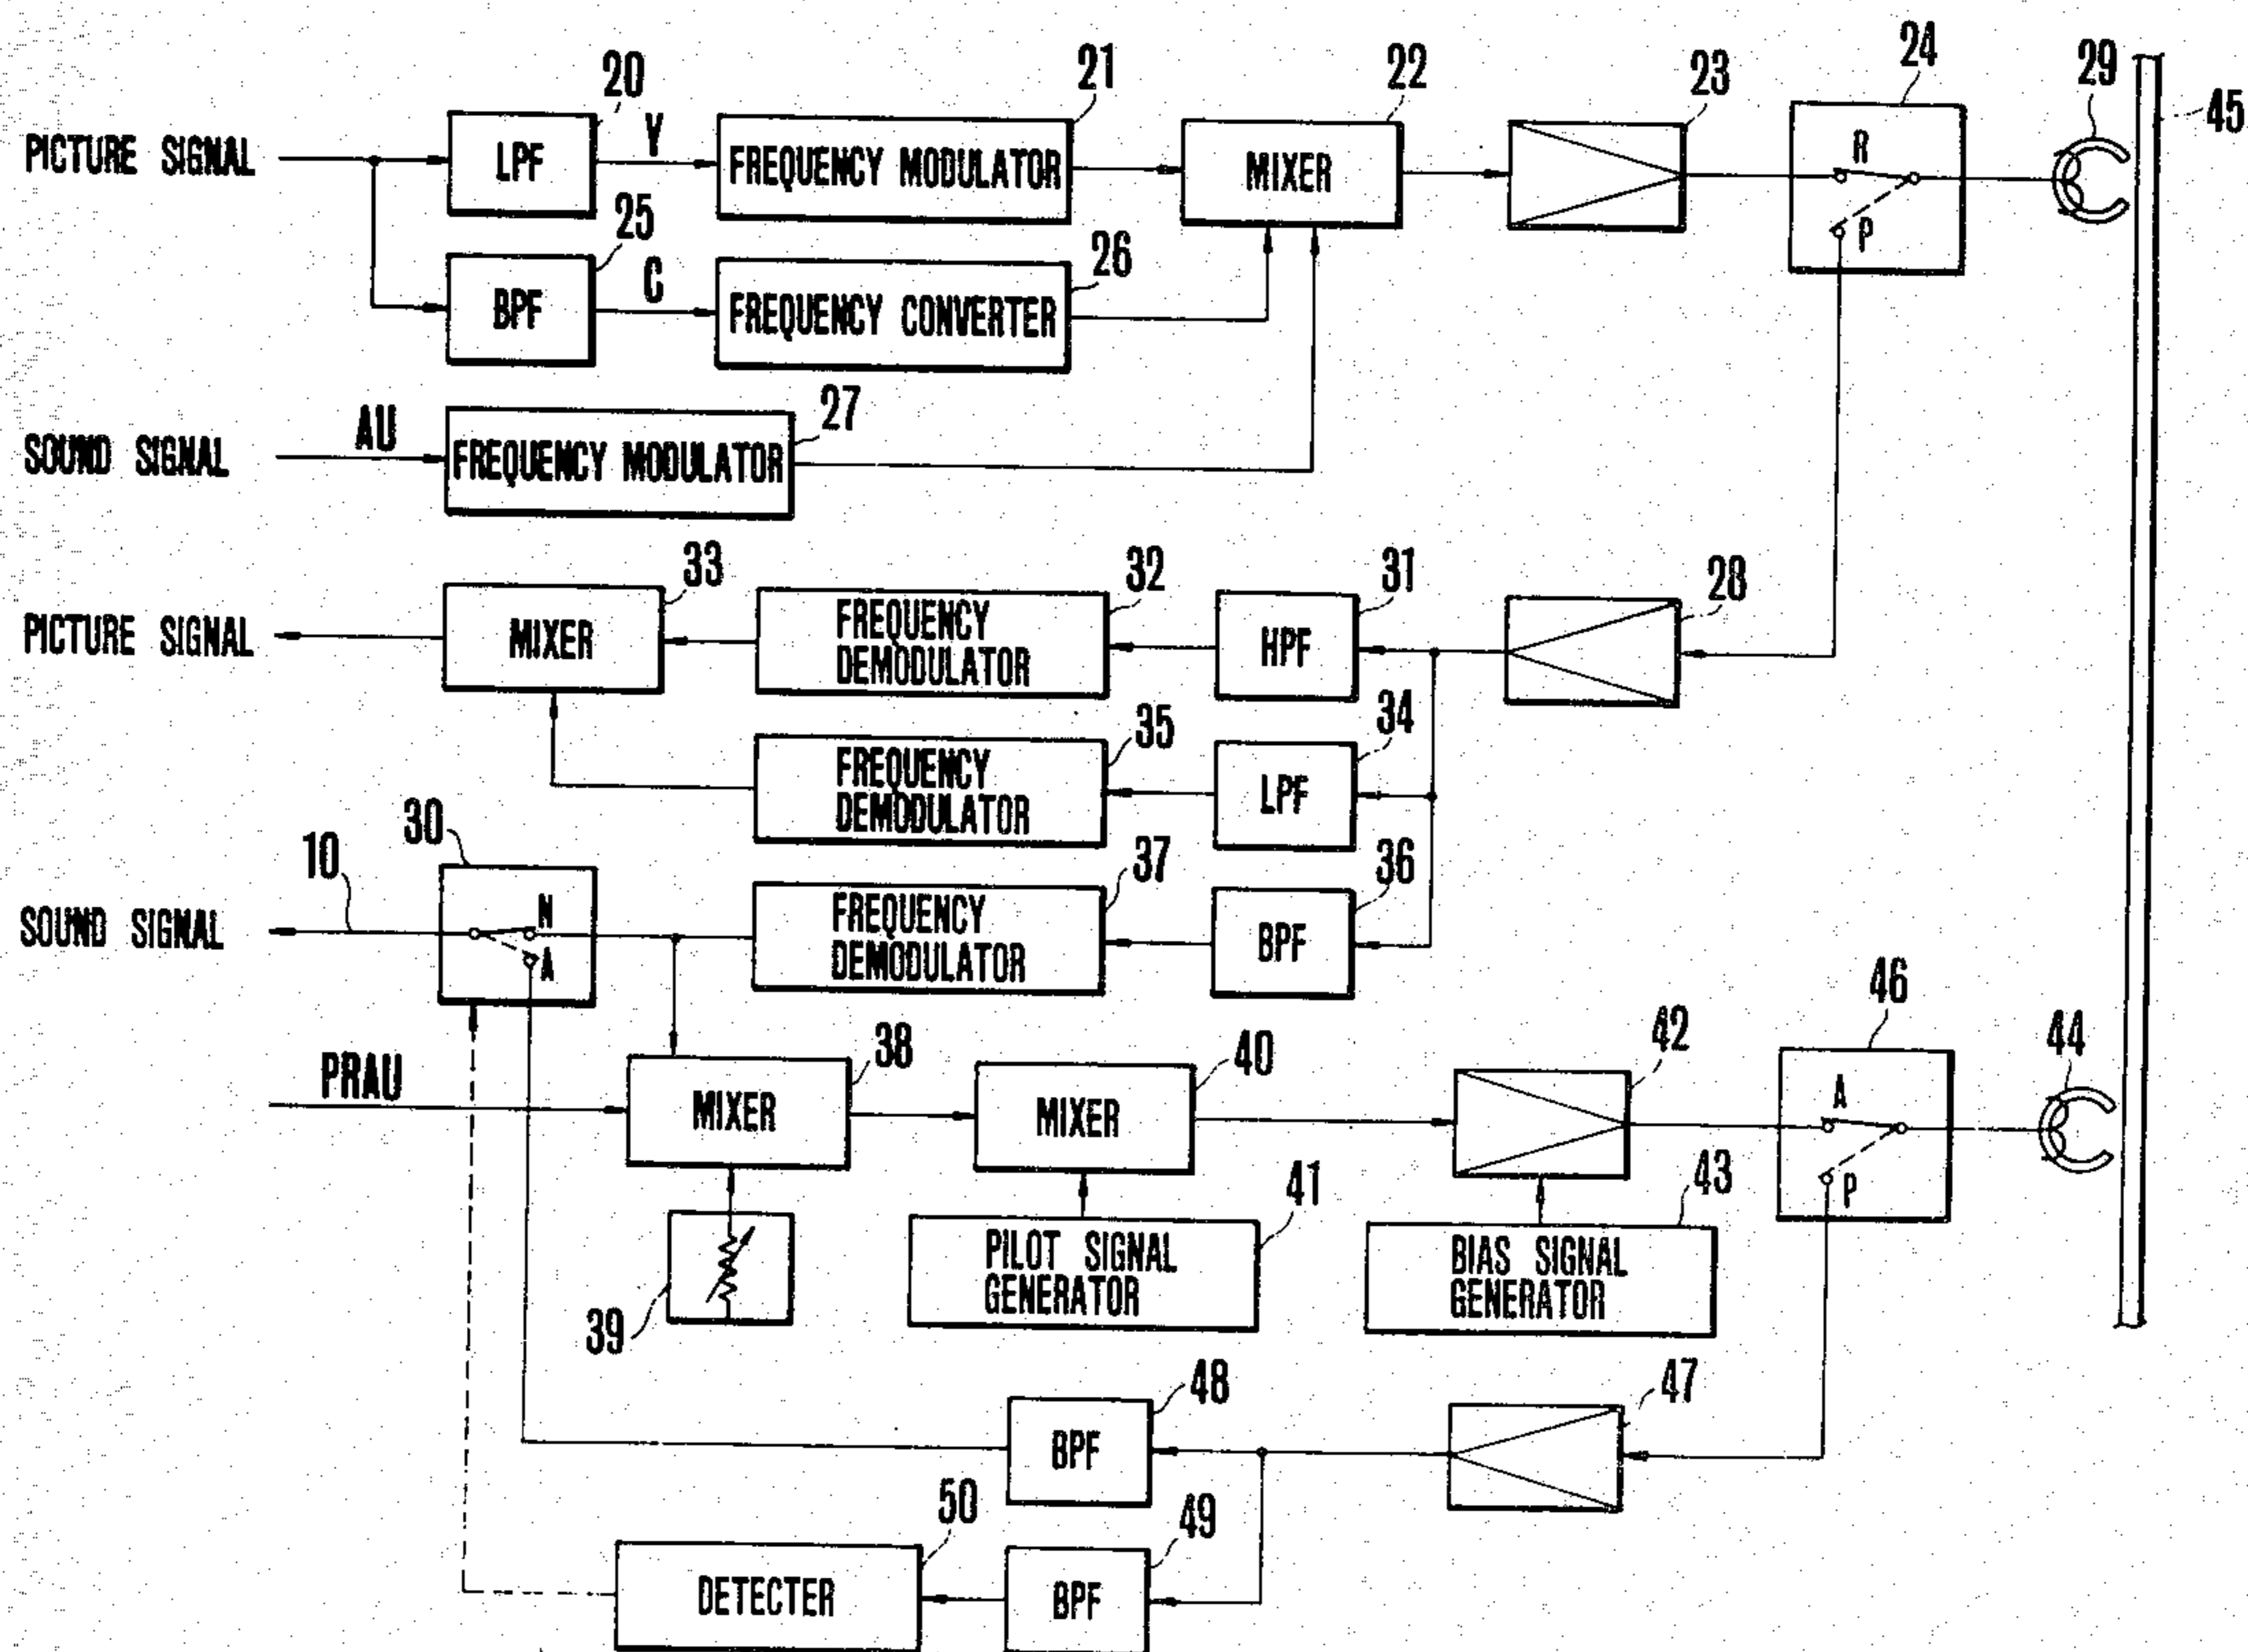 20
21
22
23
24
29
45
PICTURE SIGNAL
LPF
Y
FREQUENCY MODULATOR
MIXER
R
P
25
26
BPF
C
FREQUENCY CONVERTER
27
SOUND SIGNAL
AU
FREQUENCY MODULATOR
33
32
31
28
PICTURE SIGNAL
MIXER
FREQUENCY
DEMODULATOR
HPF
35
34
FREQUENCY
DEMODULATOR
LPF
30
10
37
36
SOUND SIGNAL
N
A
FREQUENCY
DEMODULATOR
BPF
46
38
40
42
44
PRAU
MIXER
MIXER
A
P
39
41
43
PILOT SIGNAL
GENERATOR
BIAS SIGNAL
GENERATOR
48
47
BPF
50
49
DETECTER
BPF